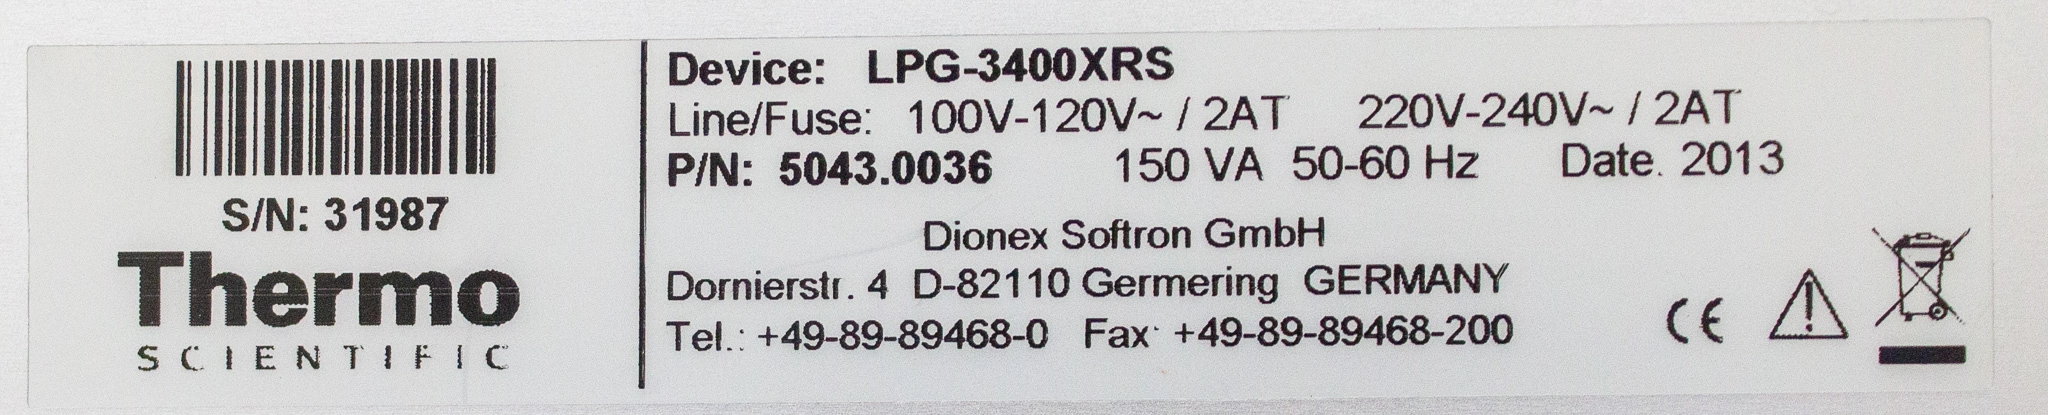 S/N: 31987
Thermo
SCIENTIFIC
Device: LPG-3400XRS
Line/Fuse: 100V-120V~ / 2AT 220V-240V~ / 2AT
P/N: 5043.0036 150 VA 50-60 Hz Date. 2013
Dionex Softron GmbH
Dornierstr. 4 D-82110 Germering GERMANY
Tel.: +49-89-89468-0 Fax· +49-89-89468-200
CE